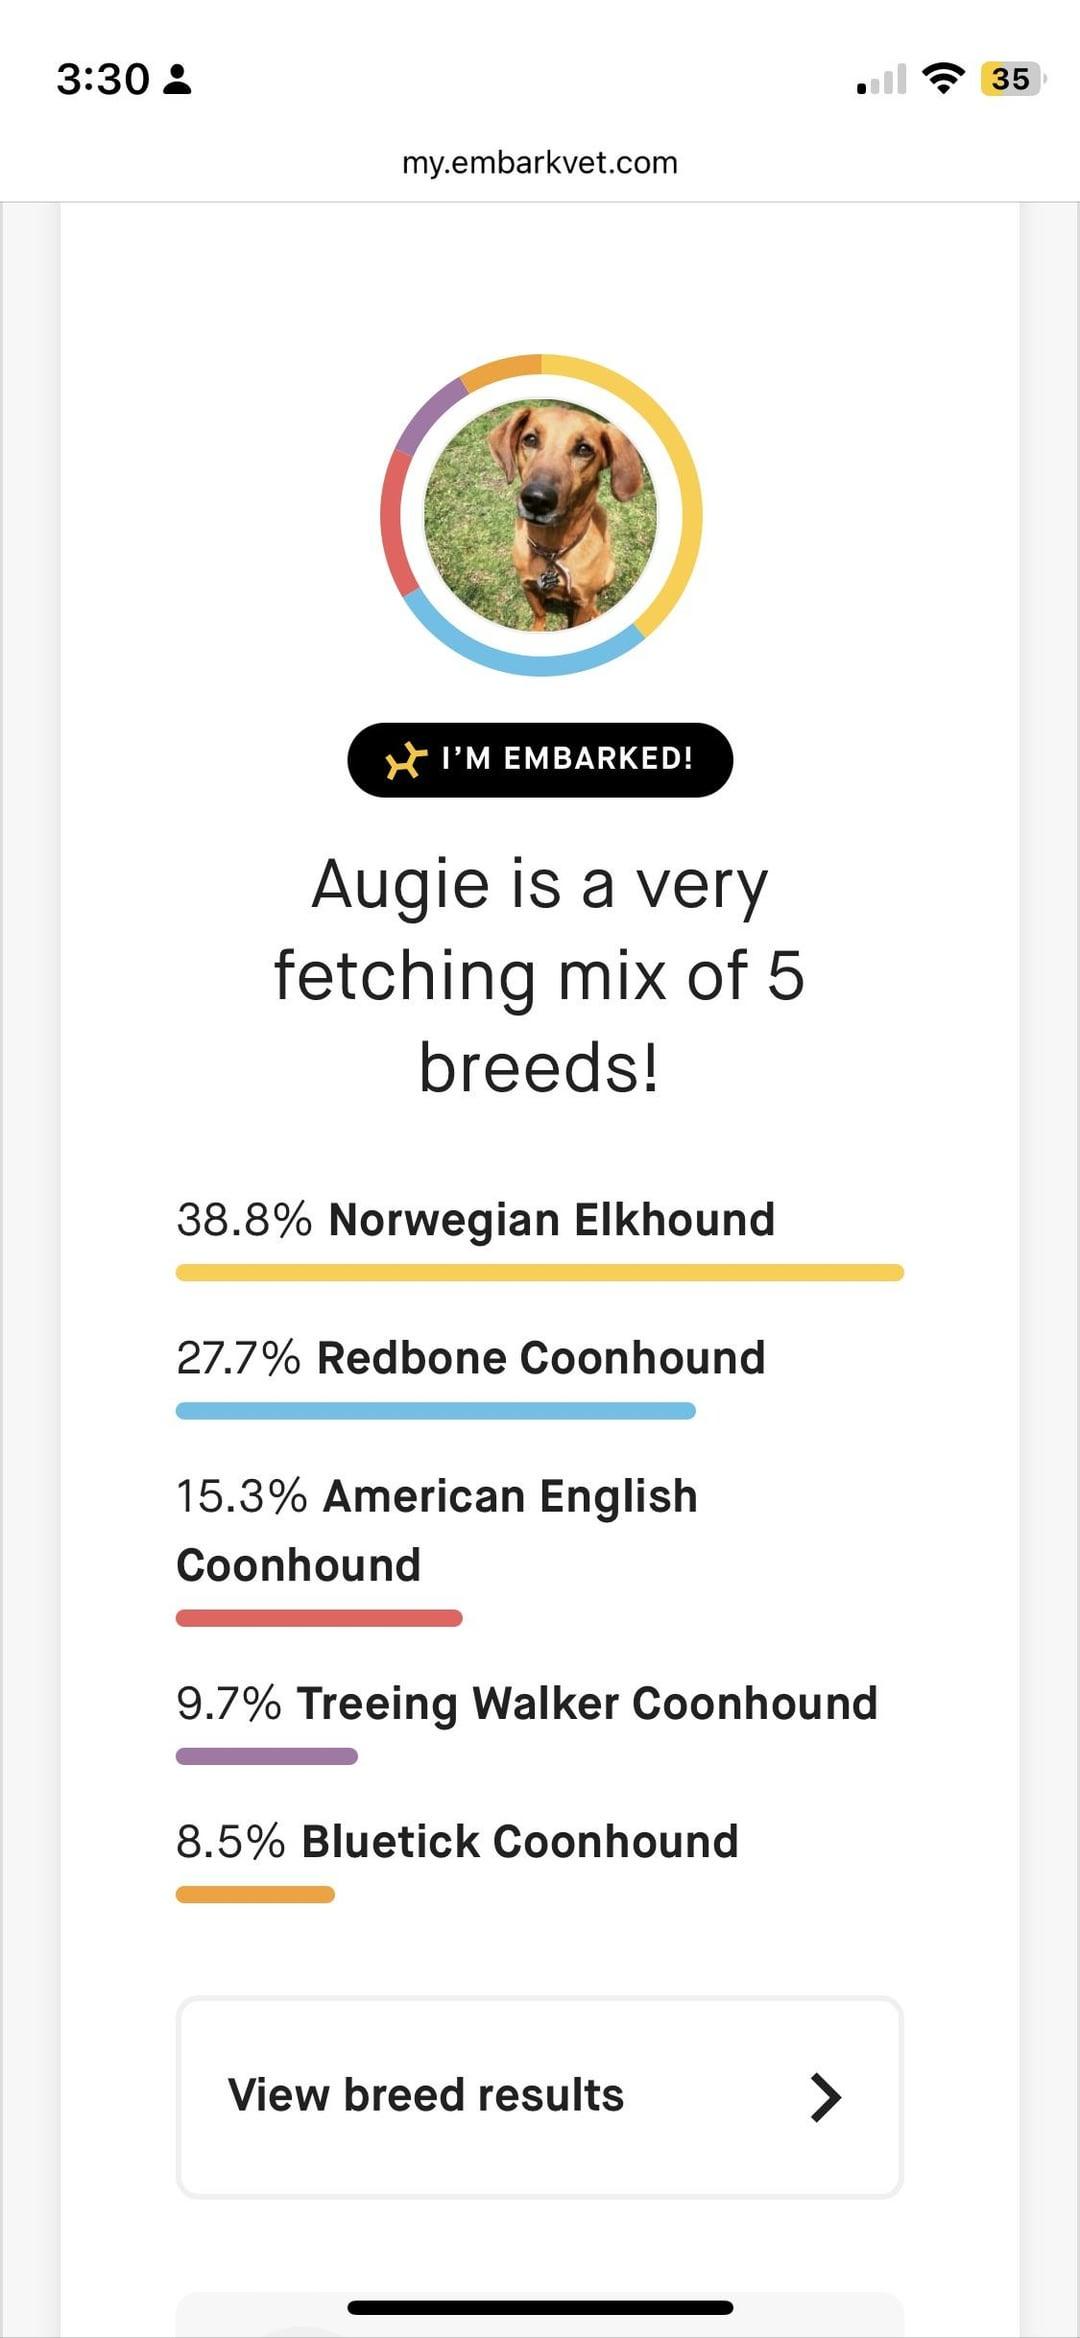 3:30
35
my.embarkvet.com
I'M EMBARKED!
Augie is a very
fetching mix of 5
breeds!
38.8% Norwegian Elkhound
27.7% Redbone Coonhound
15.3% American English
Coonhound
9.7% Treeing Walker Coonhound
8.5% Bluetick Coonhound
View breed results